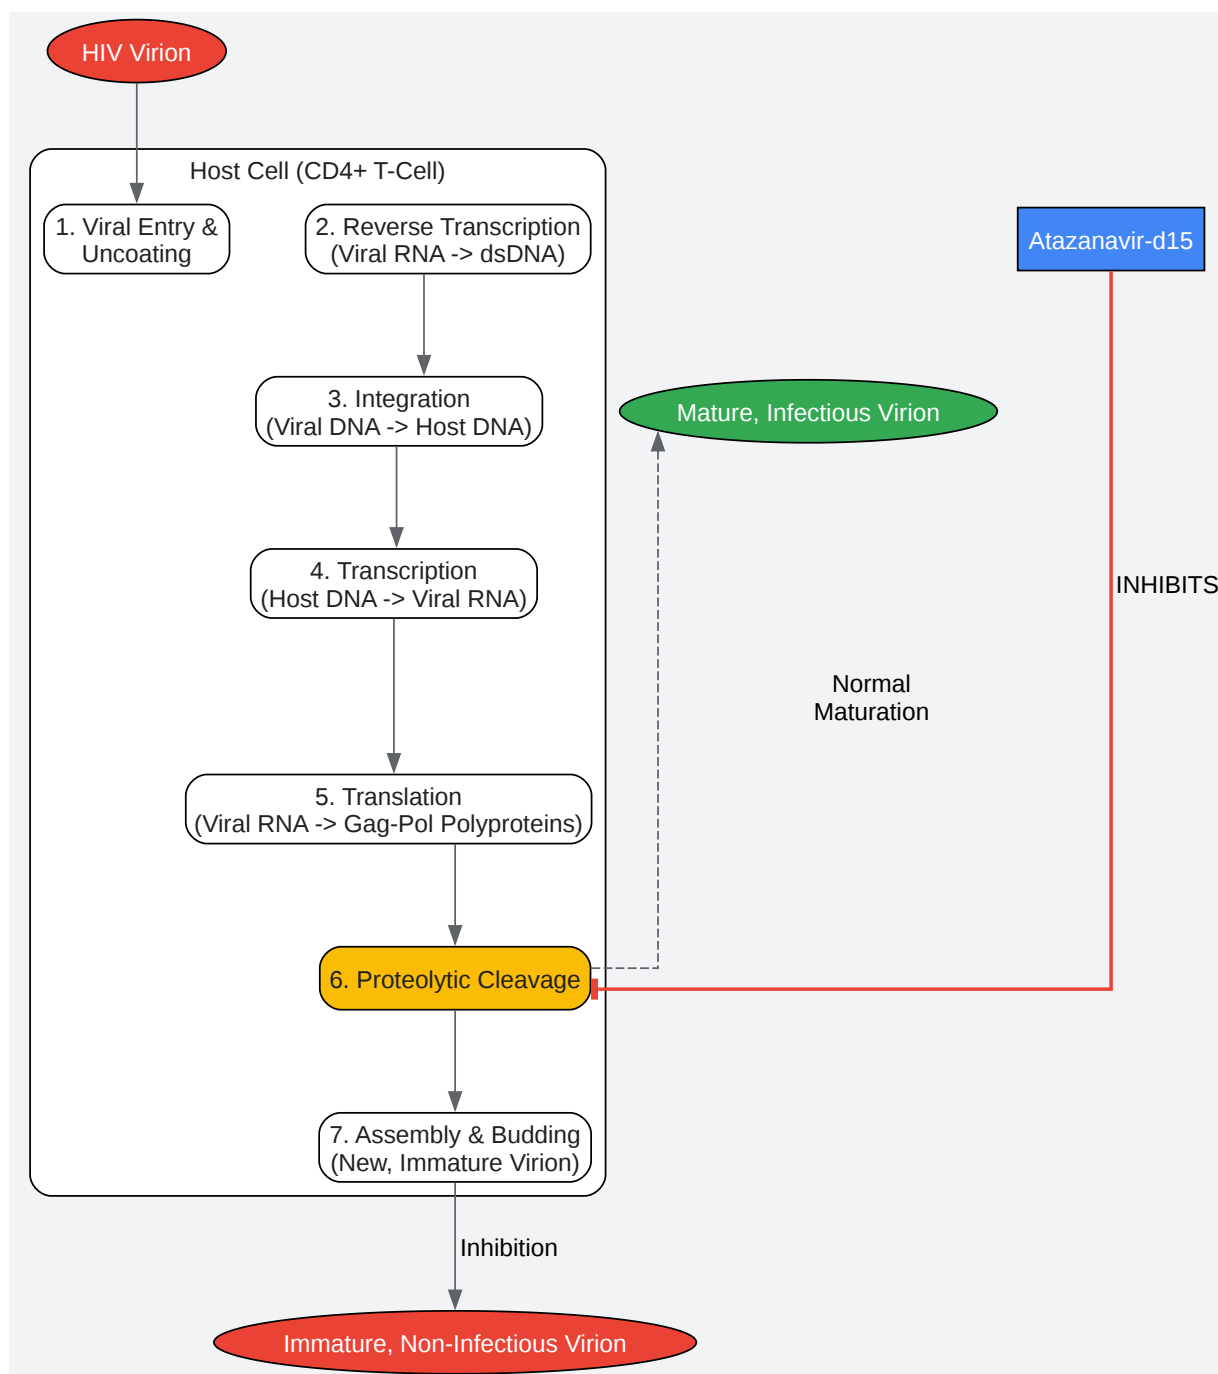 HIV Virion
Host Cell (CD4+ T-Cell)
1. Viral Entry &
Uncoating
2. Reverse Transcription
(Viral RNA -> dsDNA)
Atazanavir-d15
3. Integration
(Viral DNA -> Host DNA)
Mature, Infectious Virion
4. Transcription
(Host DNA -> Viral RNA)
INHIBITS
Normal
Maturation
5. Translation
(Viral RNA -> Gag-Pol Polyproteins)
6. Proteolytic Cleavage
7. Assembly & Budding
(New, Immature Virion)
Inhibition
Immature, Non-Infectious Virion